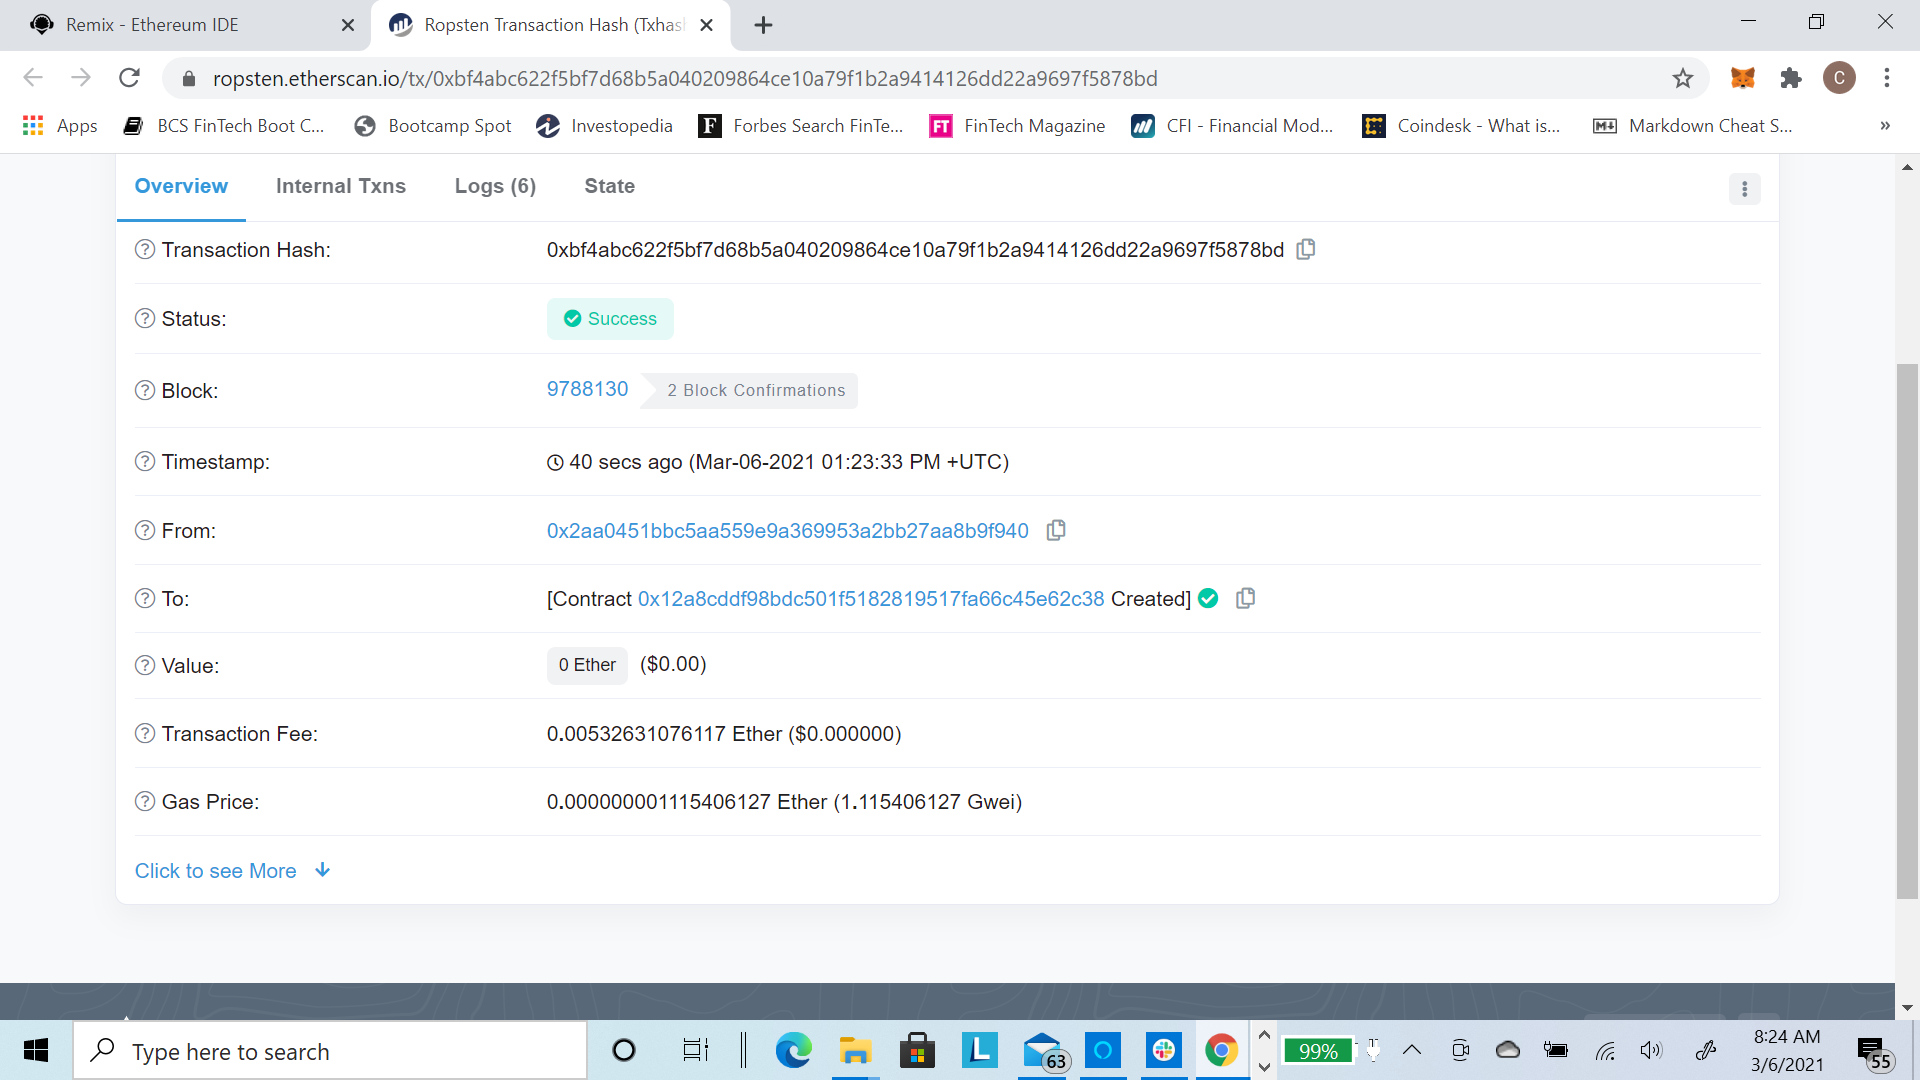 Remix - Ethereum IDE
Ropsten Transaction Hash (Txhas
ropsten.etherscan.io/tx/0xbf4abc622f5bf7d68b5a040209864ce10a79f1b2a9414126dd22a9697f5878bd
C
Apps
BCS FinTech Boot C...
Bootcamp Spot
Investopedia
F
Forbes Search FinTe...
FT
FinTech Magazine
CFI - Financial Mod...
Coindesk - What is...
Markdown Cheat S...
»
Overview
Internal Txns
Logs (6)
State
Transaction Hash:
0xbf4abc622f5bf7d68b5a040209864ce10a79f1b2a9414126dd22a9697f5878bd
Status:
Success
Block:
9788130
2 Block Confirmations
Timestamp:
40 secs ago (Mar-06-2021 01:23:33 PM +UTC)
From:
0x2aa0451bbc5aa559e9a369953a2bb27aa8b9f940
To:
[Contract 0x12a8cddf98bdc501f5182819517fa66c45e62c38 Created]
Value:
0 Ether ($0.00)
Transaction Fee:
0.00532631076117 Ether ($0.000000)
Gas Price:
0.000000001115406127 Ether (1.115406127 Gwei)
Click to see More
Type here to search
L
63
99%
8:24 AM
3/6/2021
55